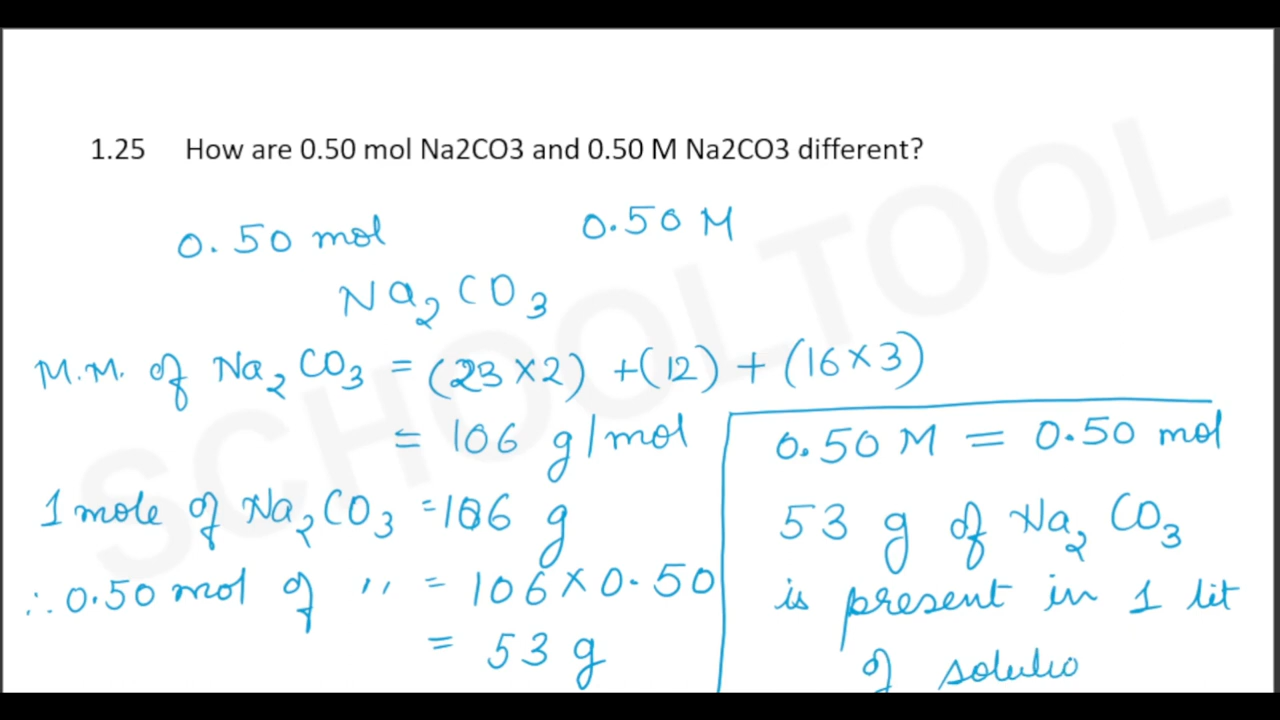 1.25 How are 0.50 mol Na2CO3 and 0.50 M Na2CO3 different?
0.50 mol 0.50 M
Na₂CO₃
M.M. of Na₂CO₃ = (23×2) + (12) + (16×3)
= 106 g/mol
1 mole of Na₂CO₃ = 106 g
∴ 0.50 mol of '' = 106×0.50
= 53 g
0.50 M = 0.50 mol
53 g of Na₂CO₃
is present in 1 lit
of solutio
SCHOOLTOOL